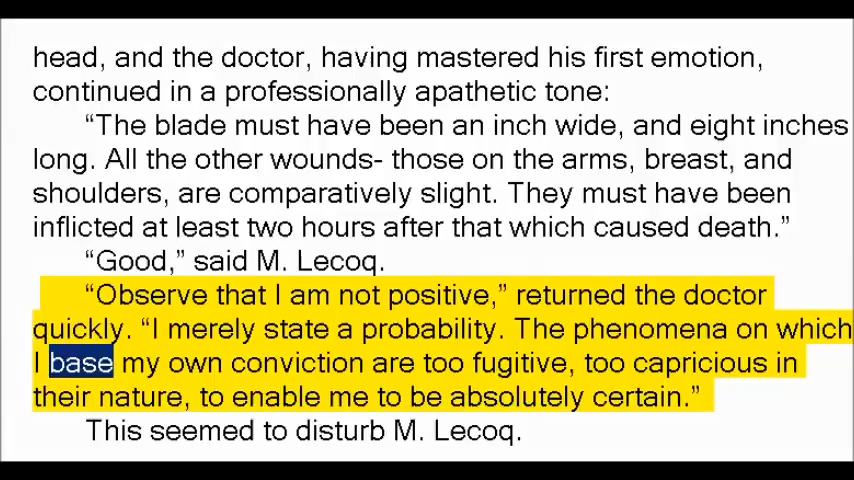 head, and the doctor, having mastered his first emotion,
continued in a professionally apathetic tone:
“The blade must have been an inch wide, and eight inches
long. All the other wounds- those on the arms, breast, and
shoulders, are comparatively slight. They must have been
inflicted at least two hours after that which caused death.”
“Good,” said M. Lecoq.
“Observe that I am not positive,” returned the doctor
quickly. “I merely state a probability. The phenomena on which
I base my own conviction are too fugitive, too capricious in
their nature, to enable me to be absolutely certain.”
This seemed to disturb M. Lecoq.